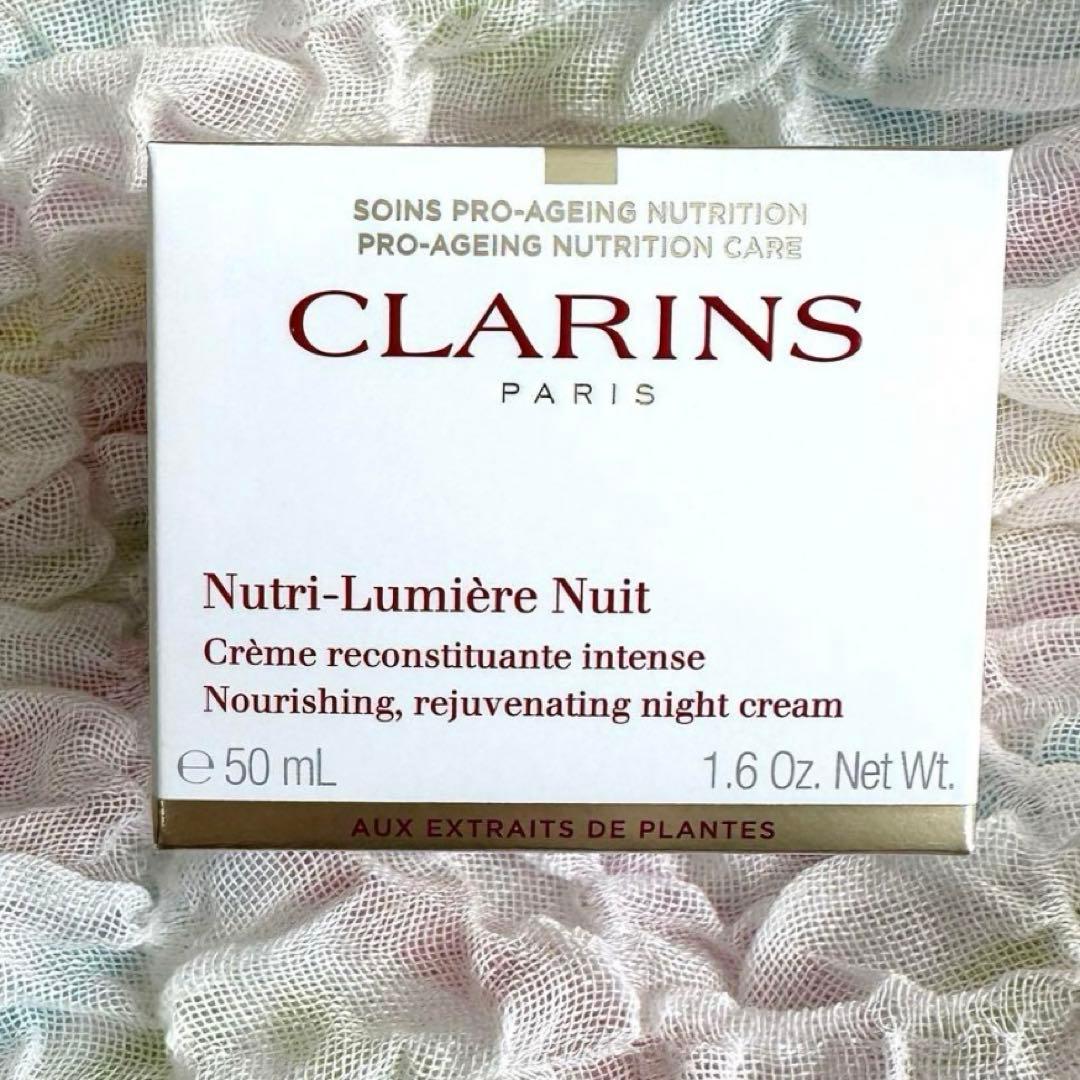 SOINS PRO-AGEING NUTRITION
PRO-AGEING NUTRITION CARE
CLARINS
PARIS
Nutri-Lumière Nuit
Crème reconstituante intense
Nourishing, rejuvenating night cream
℮ 50 mL 1.6 Oz. Net Wt.
AUX EXTRAITS DE PLANTES